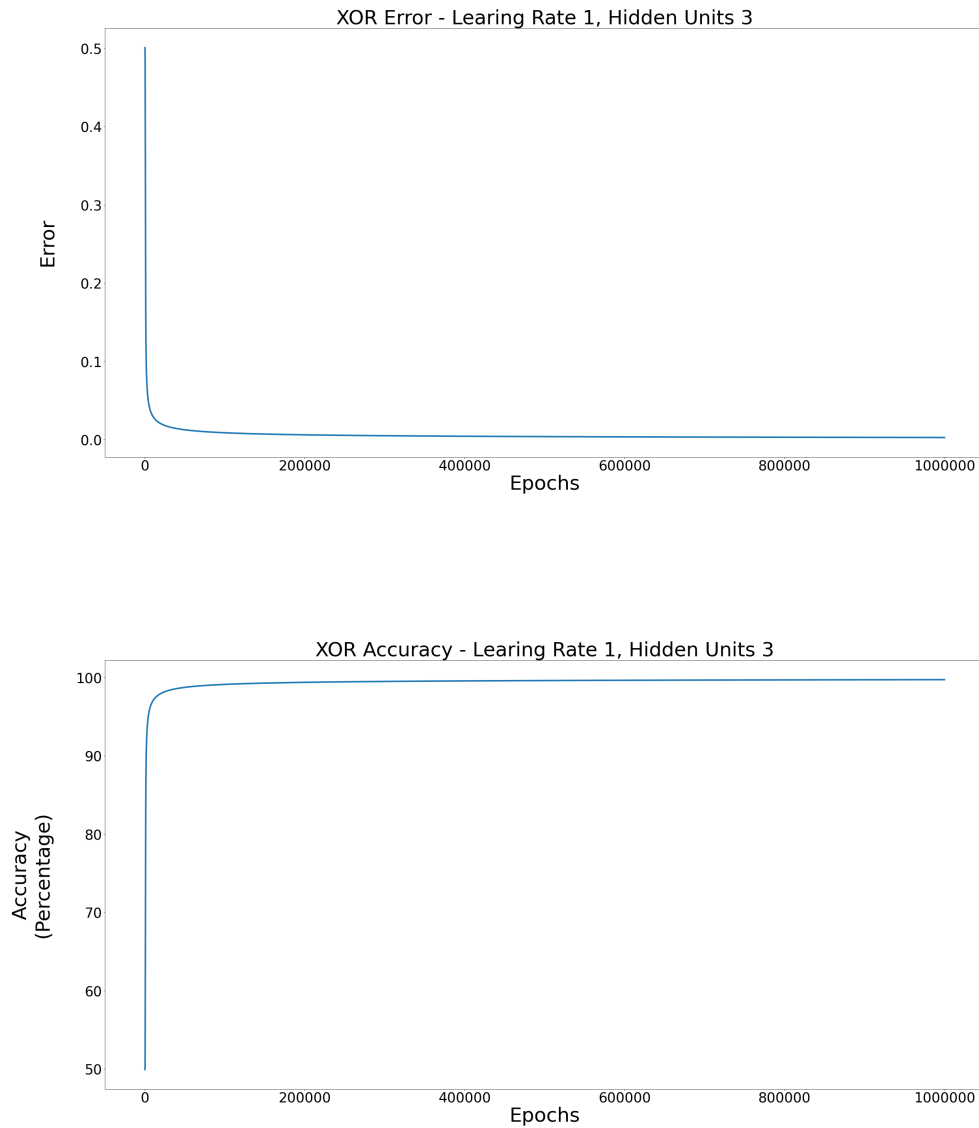 XOR Error - Learing Rate 1, Hidden Units 3
0.5
0.4
0.3
0.2
0.1
0.0
Error
0 200000 400000 600000 800000 1000000
Epochs
XOR Accuracy - Learing Rate 1, Hidden Units 3
100
90
80
70
60
50
Accuracy
(Percentage)
0 200000 400000 600000 800000 1000000
Epochs